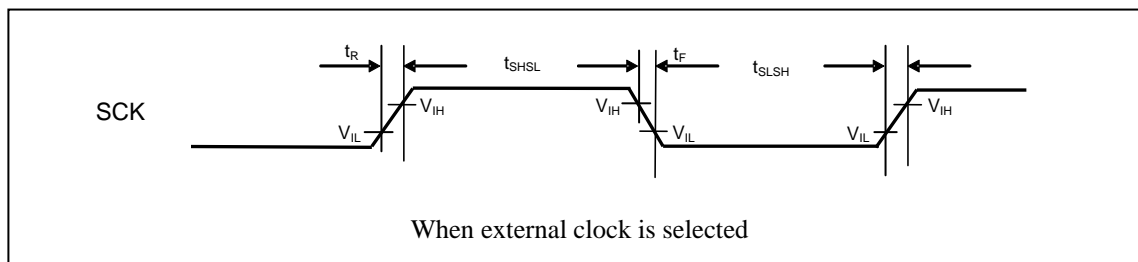 tR tSHSL tF tSLSH
SCK VIH VIH VIH
VIL VIL VIL
When external clock is selected